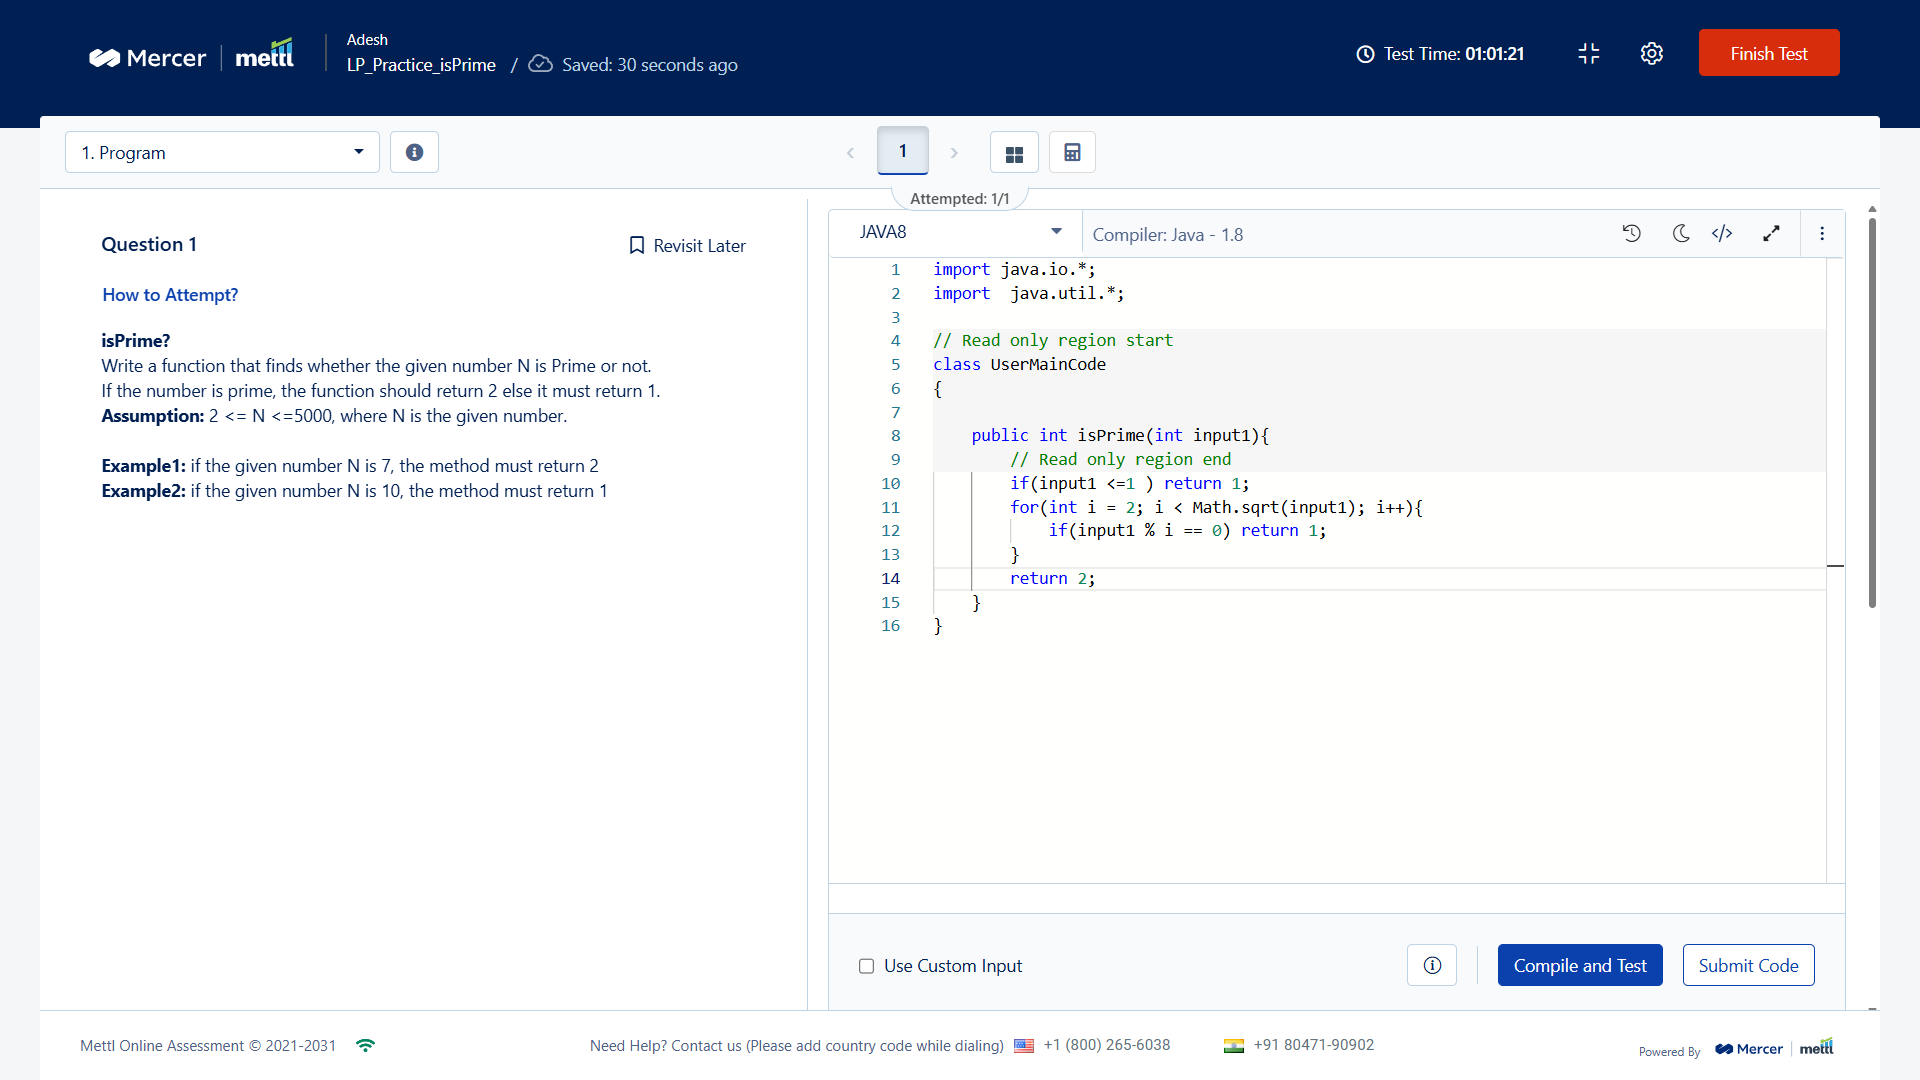 Mercer | mettl
Adesh
LP_Practice_isPrime / Saved: 30 seconds ago
Test Time: 01:01:21
Finish Test
1. Program
1
Attempted: 1/1
Question 1
Revisit Later
How to Attempt?
isPrime?
Write a function that finds whether the given number N is Prime or not.
If the number is prime, the function should return 2 else it must return 1.
Assumption: 2 <= N <=5000, where N is the given number.
Example1: if the given number N is 7, the method must return 2
Example2: if the given number N is 10, the method must return 1
JAVA8
Compiler: Java - 1.8
1 import java.io.*;
2 import  java.util.*;
3
4 // Read only region start
5 class UserMainCode
6 {
7
8     public int isPrime(int input1){
9         // Read only region end
10         if(input1 <=1 ) return 1;
11         for(int i = 2; i < Math.sqrt(input1); i++){
12             if(input1 % i == 0) return 1;
13         }
14         return 2;
15     }
16 }
Use Custom Input
Compile and Test
Submit Code
Mettl Online Assessment © 2021-2031
Need Help? Contact us (Please add country code while dialing)
+1 (800) 265-6038
+91 80471-90902
Powered By
Mercer | mettl